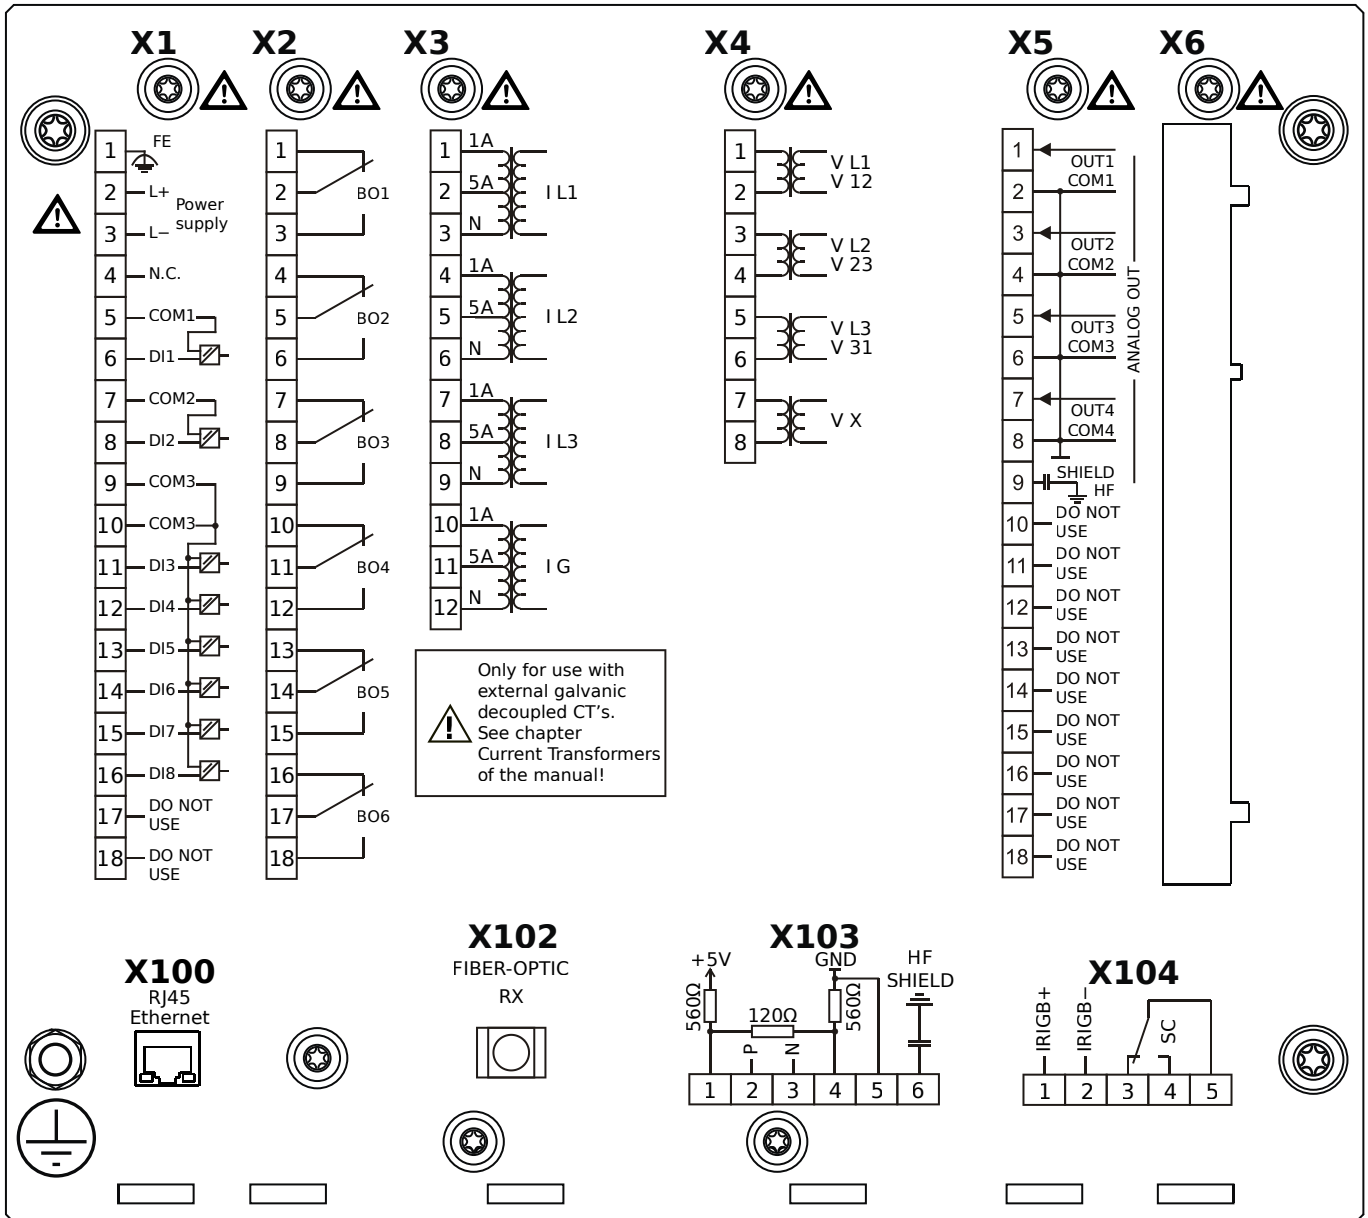 X1
X2
X3
X4
X5
X6
1 FE
2 L+
Power
supply
3 L−
4 N.C.
5 COM1
6 DI1
7 COM2
8 DI2
9 COM3
10 COM3
11 DI3
12 DI4
13 DI5
14 DI6
15 DI7
16 DI8
17 DO NOT
USE
18 DO NOT
USE
1
2 BO1
3
4
5 BO2
6
7
8 BO3
9
10
11 BO4
12
13
14 BO5
15
16
17 BO6
18
1 1A
2 5A I L1
3 N
4 1A
5 5A I L2
6 N
7 1A
8 5A I L3
9 N
10 1A
11 5A I G
12 N
Only for use with
external galvanic
decoupled CT's.
See chapter
Current Transformers
of the manual!
1 V L1
2 V 12
3 V L2
4 V 23
5 V L3
6 V 31
7 V X
8
1 OUT1
2 COM1
3 OUT2
4 COM2
5 OUT3
6 COM3
7 OUT4
8 COM4
ANALOG OUT
9 SHIELD
HF
10 DO NOT
USE
11 DO NOT
USE
12 DO NOT
USE
13 DO NOT
USE
14 DO NOT
USE
15 DO NOT
USE
16 DO NOT
USE
17 DO NOT
USE
18 DO NOT
USE
X100
RJ45
Ethernet
X102
FIBER-OPTIC
RX
X103
+5V
GND
HF
SHIELD
560Ω
120Ω
560Ω
P
N
1 2 3 4 5 6
X104
IRIGB+
IRIGB−
SC
1 2 3 4 5